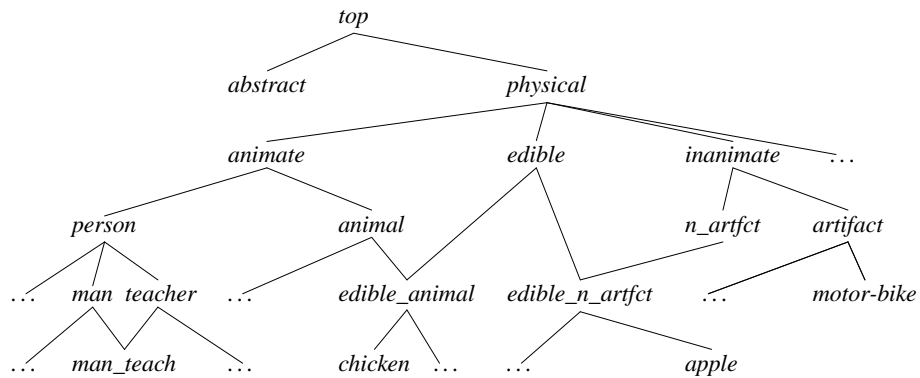 top
abstract physical
animate edible inanimate ...
person animal n_artfct artifact
... man teacher ... edible_animal edible_n_artfct ... motor-bike
... man_teach ... chicken ... ... apple